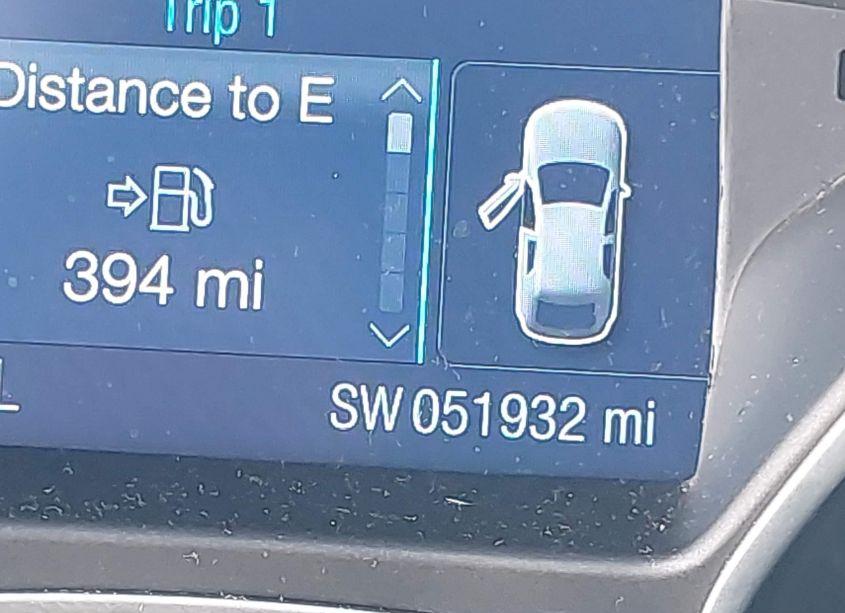 Trip 1
Distance to E
394 mi
SW 051932 mi